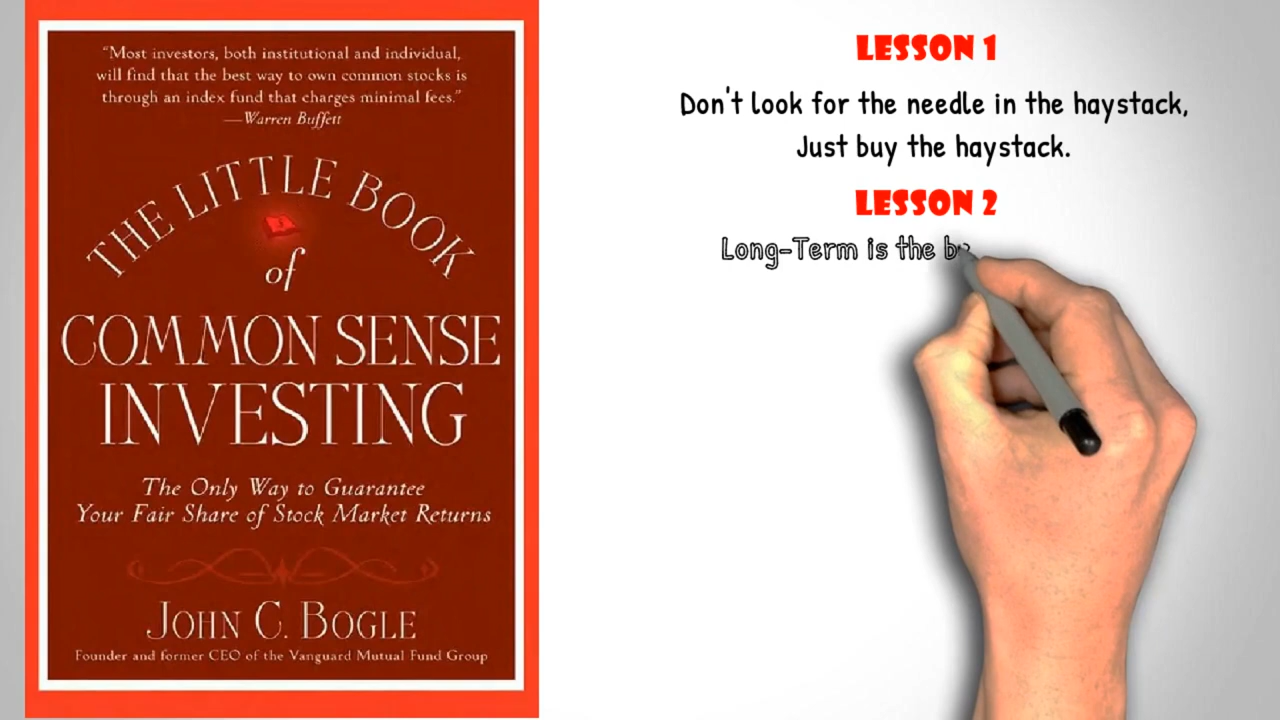 “Most investors, both institutional and individual,
will find that the best way to own common stocks is
through an index fund that charges minimal fees.”
—Warren Buffett
THE LITTLE BOOK
of
COMMON SENSE
INVESTING
The Only Way to Guarantee
Your Fair Share of Stock Market Returns
JOHN C. BOGLE
Founder and former CEO of the Vanguard Mutual Fund Group
LESSON 1
Don't look for the needle in the haystack,
Just buy the haystack.
LESSON 2
Long-Term is the